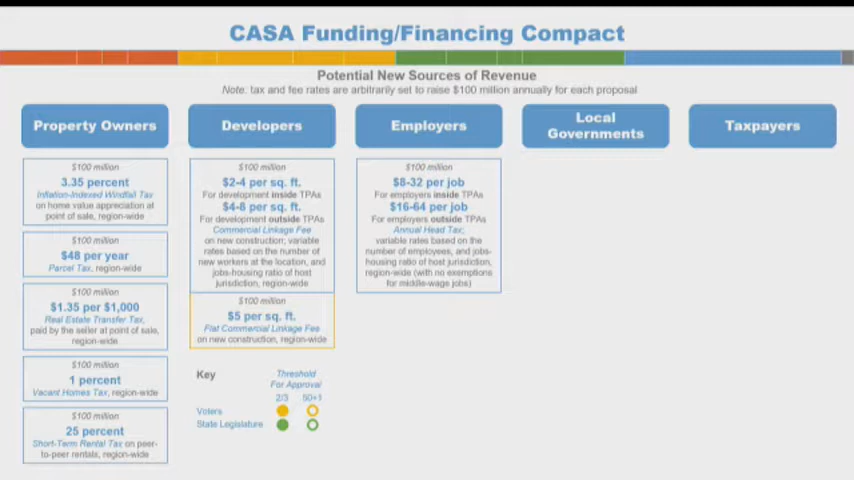 CASA Funding/Financing Compact
Potential New Sources of Revenue
Note: tax and fee rates are arbitrarily set to raise $100 million annually for each proposal
Property Owners
$100 million
3.35 percent
Inflation-Indexed Windfall Tax
on home value appreciation at
point of sale, region-wide
$100 million
$48 per year
Parcel Tax, region-wide
$100 million
$1.35 per $1,000
Real Estate Transfer Tax,
paid by the seller at point of sale,
region-wide
$100 million
1 percent
Vacant Homes Tax, region-wide
$100 million
25 percent
Short-Term Rental Tax on peer-
to-peer rentals, region-wide
Developers
$100 million
$2-4 per sq. ft.
For development inside TPAs
$4-8 per sq. ft.
For development outside TPAs
Commercial Linkage Fee
on new construction; variable
rates based on the number of
new workers at the location, and
jobs-housing ratio of host
jurisdiction, region-wide
$100 million
$5 per sq. ft.
Flat Commercial Linkage Fee
on new construction, region-wide
Employers
$100 million
$8-32 per job
For employers inside TPAs
$16-64 per job
For employers outside TPAs
Annual Head Tax;
variable rates based on the
number of employees, and jobs-
housing ratio of host jurisdiction,
region-wide (with no exemptions
for middle-wage jobs)
Local
Governments
Taxpayers
Key
Threshold
For Approval
2/3 50+1
Voters
State Legislature